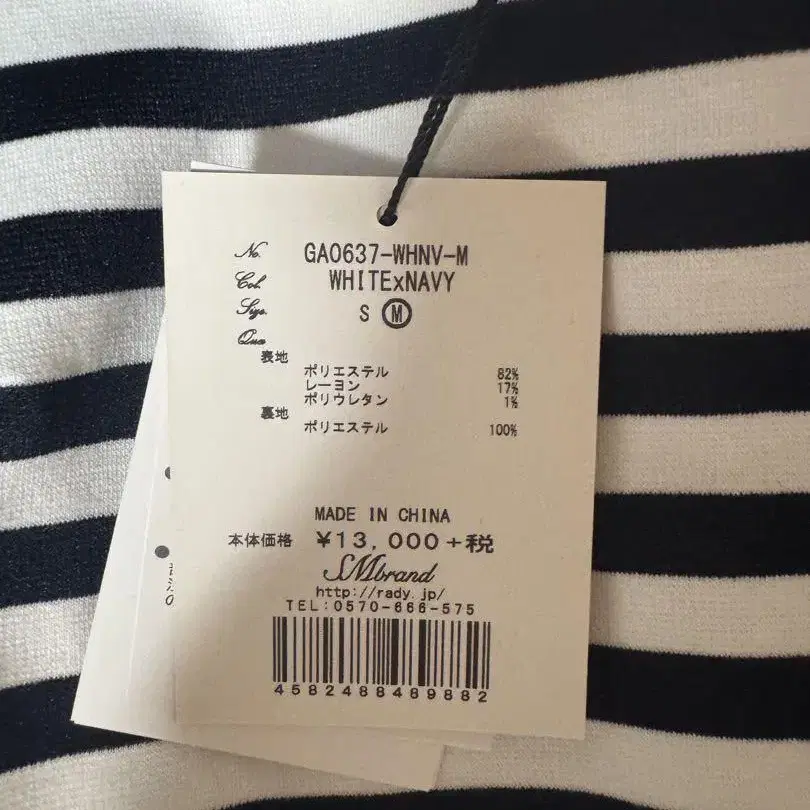 No. GA0637-WHNV-M
Col. WHITExNAVY
Size. S M
Qua
表地
ポリエステル 82%
レーヨン 17%
ポリウレタン 1%
裏地
ポリエステル 100%
MADE IN CHINA
本体価格 ¥13,000+税
SMbrand
http://rady.jp/
TEL:0570-666-575
4582488489882